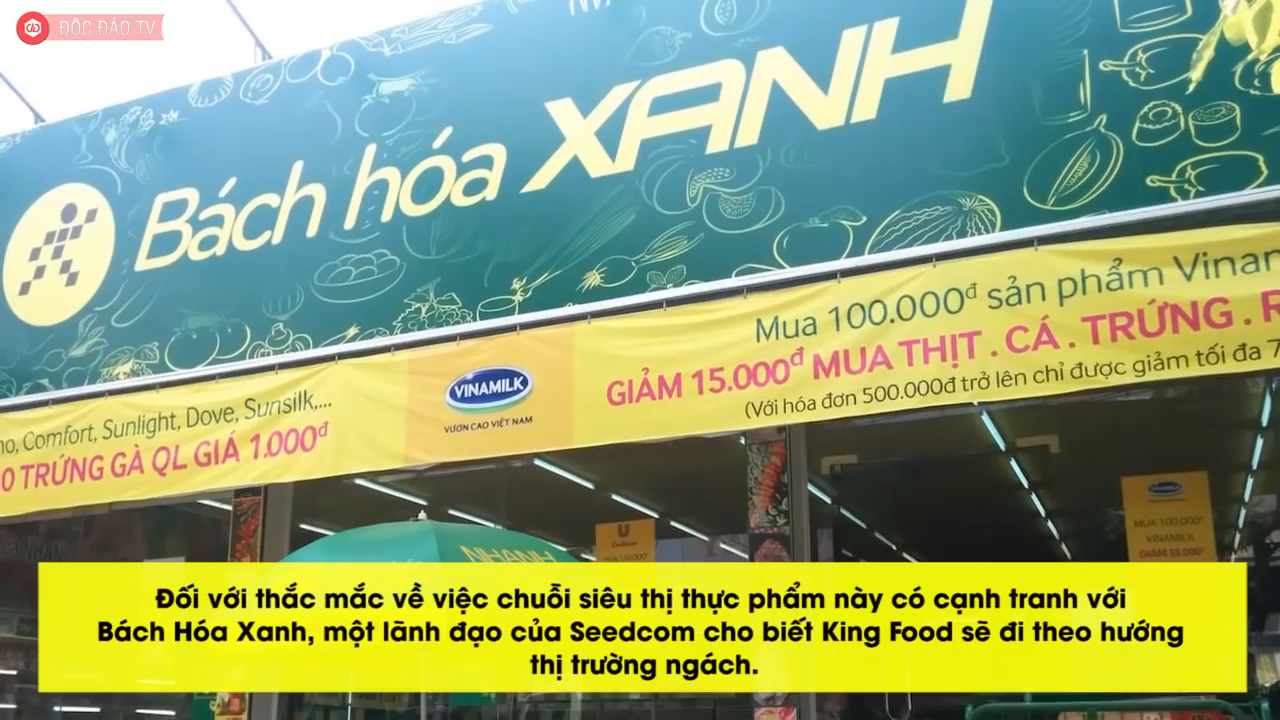 ĐỘC ĐÁO TV
Bách hóa XANH
Mua 100.000đ sản phẩm
GIẢM 15.000đ MUA THỊT . CÁ . TRỨNG .
(Với hóa đơn 500.000đ trở lên chỉ được giảm tối đa
Comfort, Sunlight, Dove, Sunsilk,...
TRỨNG GÀ QL GIÁ 1.000đ
VINAMILK
VƯƠN CAO VIỆT NAM
NHANH
MUA 100.000đ
VINAMILK
GIẢM 15.000đ
Đối với thắc mắc về việc chuỗi siêu thị thực phẩm này có cạnh tranh với
Bách Hóa Xanh, một lãnh đạo của Seedcom cho biết King Food sẽ đi theo hướng
thị trường ngách.